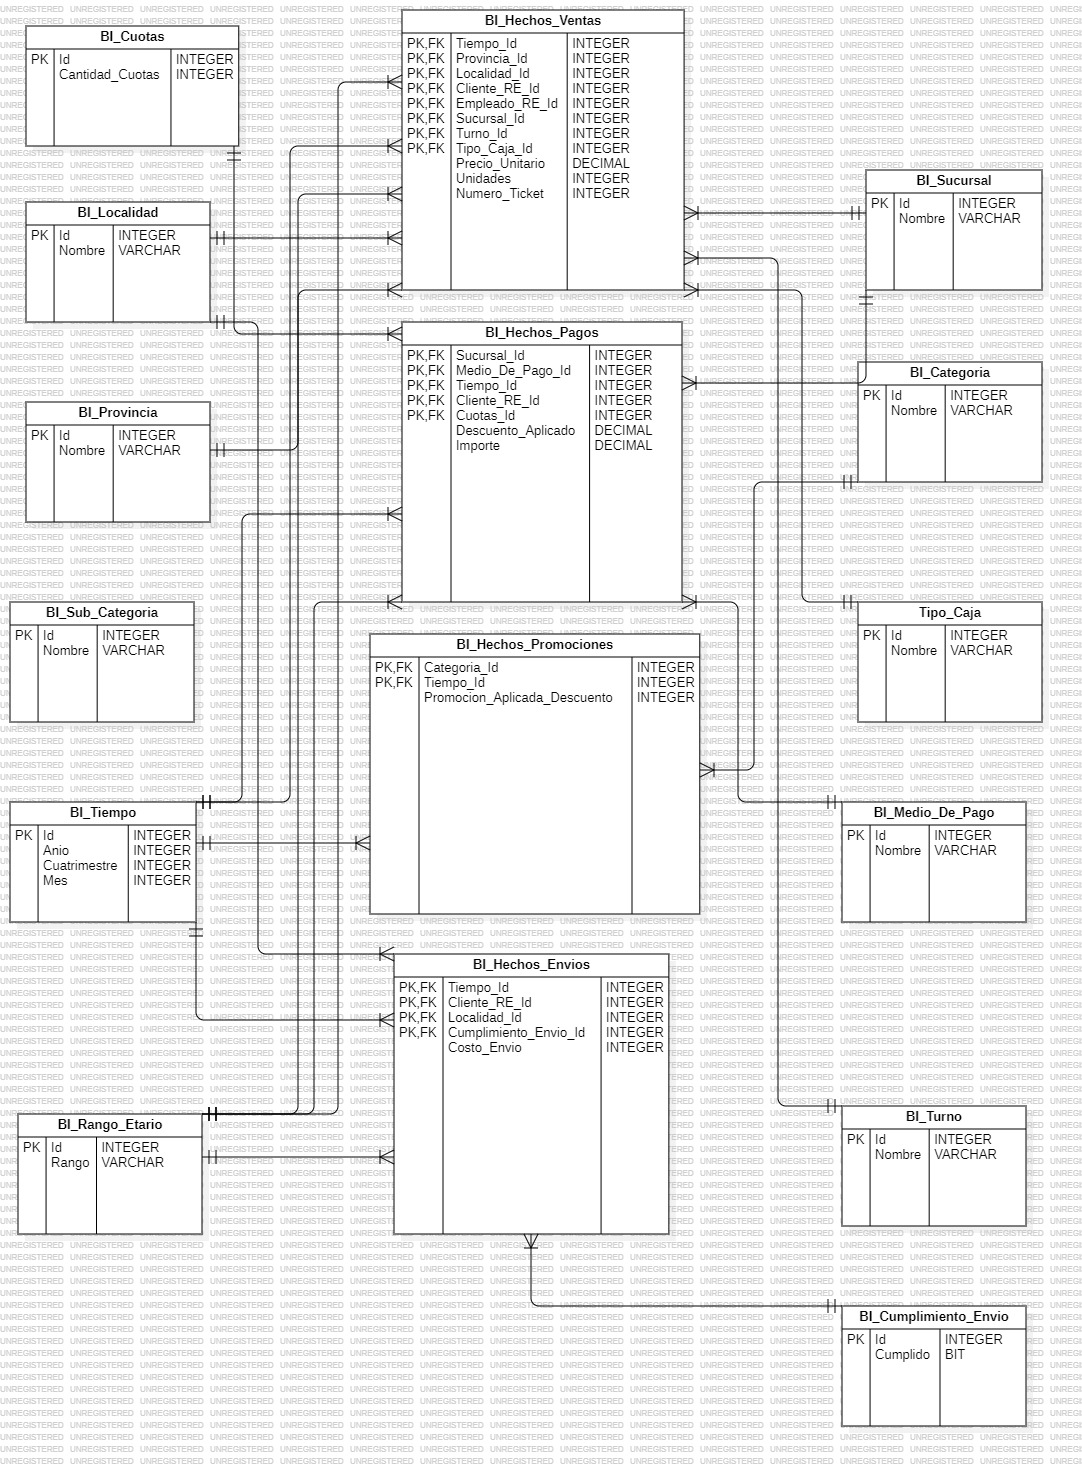 BI_Cuotas
PK Id INTEGER
Cantidad_Cuotas INTEGER
BI_Localidad
PK Id INTEGER
Nombre VARCHAR
BI_Provincia
PK Id INTEGER
Nombre VARCHAR
BI_Sub_Categoria
PK Id INTEGER
Nombre VARCHAR
BI_Tiempo
PK Id INTEGER
Anio INTEGER
Cuatrimestre INTEGER
Mes INTEGER
BI_Rango_Etario
PK Id INTEGER
Rango VARCHAR
BI_Hechos_Ventas
PK,FK Tiempo_Id INTEGER
PK,FK Provincia_Id INTEGER
PK,FK Localidad_Id INTEGER
PK,FK Cliente_RE_Id INTEGER
PK,FK Empleado_RE_Id INTEGER
PK,FK Sucursal_Id INTEGER
PK,FK Turno_Id INTEGER
PK,FK Tipo_Caja_Id INTEGER
Precio_Unitario DECIMAL
Unidades INTEGER
Numero_Ticket INTEGER
BI_Hechos_Pagos
PK,FK Sucursal_Id INTEGER
PK,FK Medio_De_Pago_Id INTEGER
PK,FK Tiempo_Id INTEGER
PK,FK Cliente_RE_Id INTEGER
PK,FK Cuotas_Id INTEGER
Descuento_Aplicado DECIMAL
Importe DECIMAL
BI_Hechos_Promociones
PK,FK Categoria_Id INTEGER
PK,FK Tiempo_Id INTEGER
Promocion_Aplicada_Descuento INTEGER
BI_Hechos_Envios
PK,FK Tiempo_Id INTEGER
PK,FK Cliente_RE_Id INTEGER
PK,FK Localidad_Id INTEGER
PK,FK Cumplimiento_Envio_Id INTEGER
Costo_Envio INTEGER
BI_Sucursal
PK Id INTEGER
Nombre VARCHAR
BI_Categoria
PK Id INTEGER
Nombre VARCHAR
Tipo_Caja
PK Id INTEGER
Nombre VARCHAR
BI_Medio_De_Pago
PK Id INTEGER
Nombre VARCHAR
BI_Turno
PK Id INTEGER
Nombre VARCHAR
BI_Cumplimiento_Envio
PK Id INTEGER
Cumplido BIT
UNREGISTERED